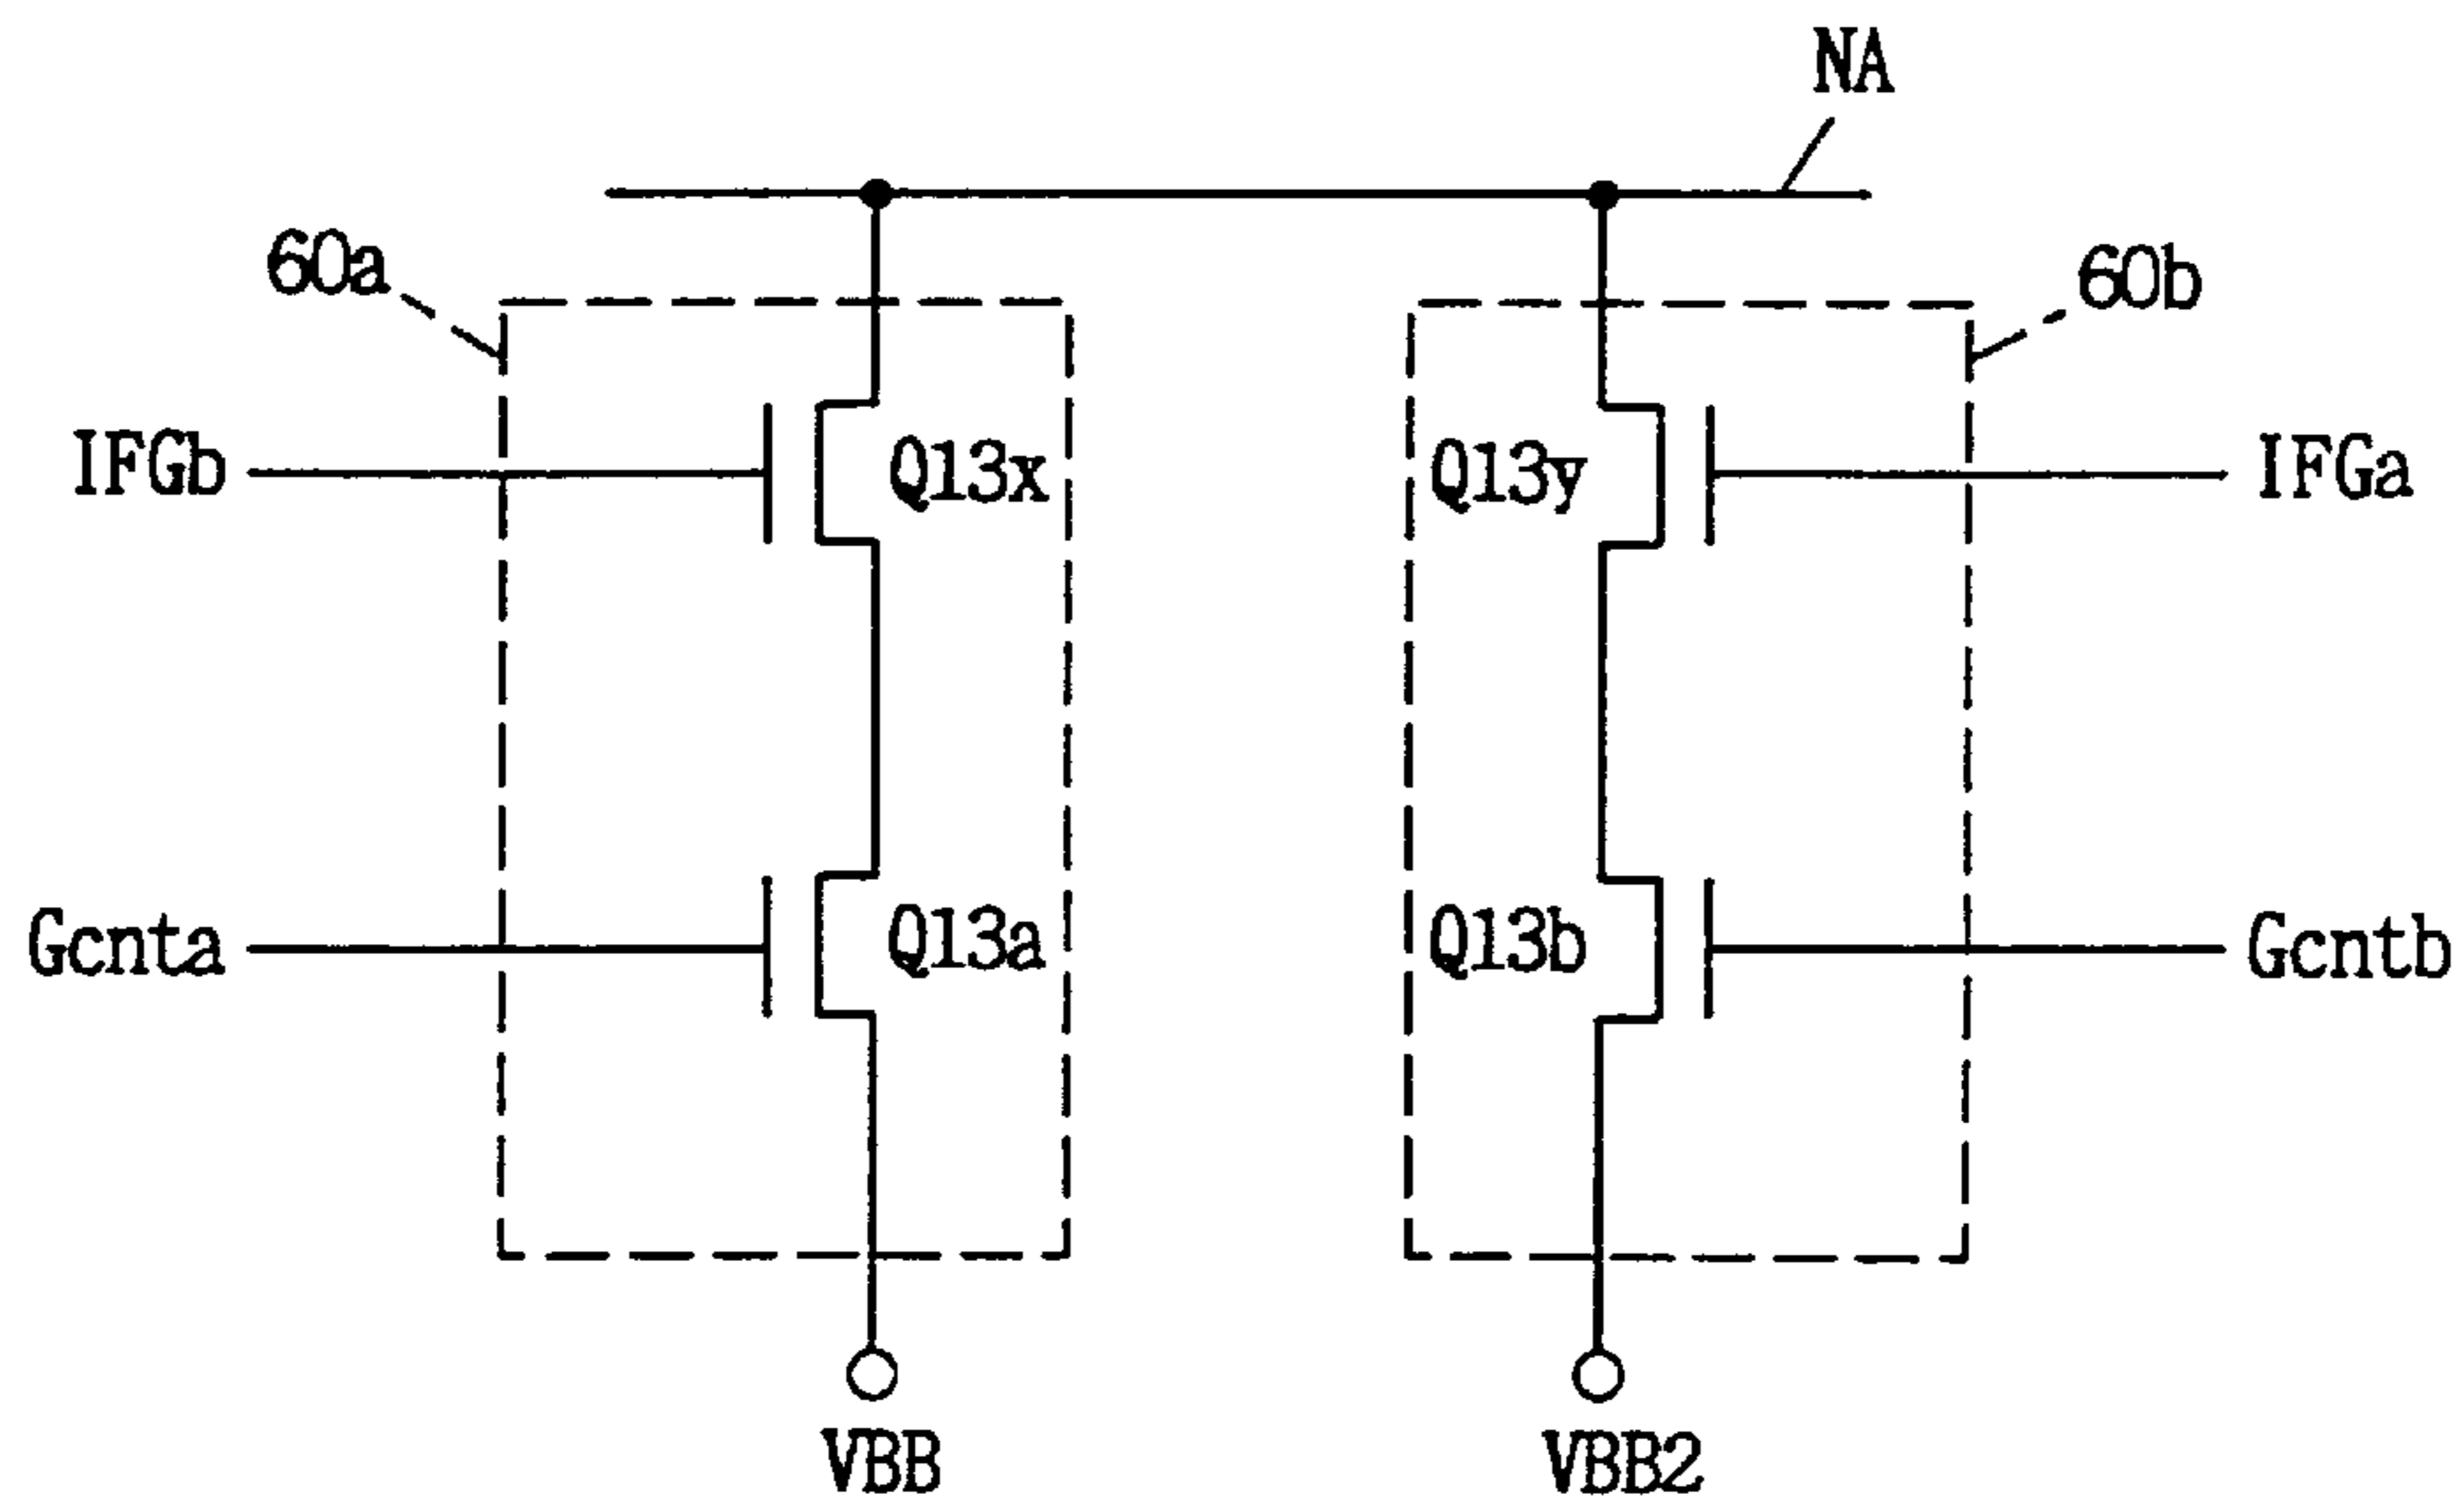 NA
60a
60b
IFGb
Q13x
Q13y
IFGa
Gcnta
Q13a
Q13b
Gcntb
VBB
VBB2